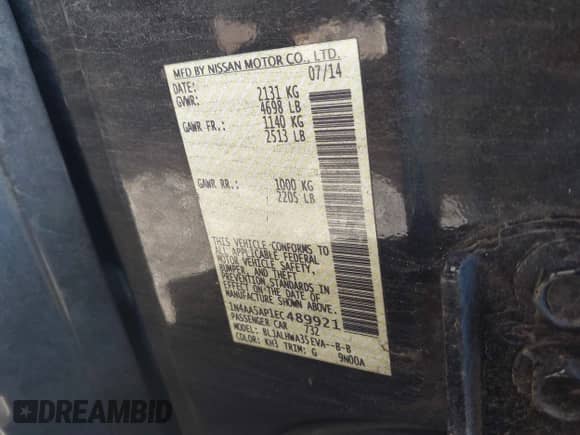 MFD BY NISSAN MOTOR CO., LTD.
DATE: 07/14
GVWR: 2131 KG
4698 LB
GAWR FR.: 1140 KG
2513 LB
GAWR RR.: 1000 KG
2205 LB
THIS VEHICLE CONFORMS TO
ALL APPLICABLE FEDERAL
MOTOR VEHICLE SAFETY,
BUMPER, AND THEFT
PREVENTION STANDARDS IN
EFFECT ON THE DATE OF
MANUFACTURE SHOWN ABOVE.
1N4AA5AP1EC489921
PASSENGER CAR 732
MODEL: BLJALHWA35EVA--B-B
COLOR: KH3 TRIM: G 9N00A
DREAMBID